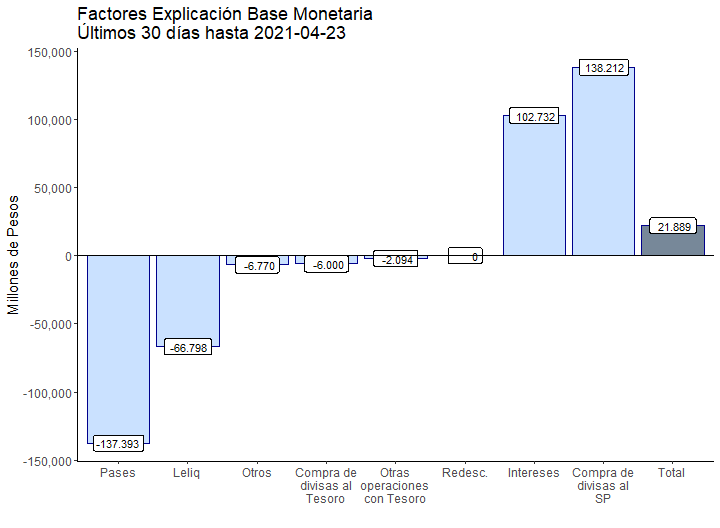 Factores Explicación Base Monetaria
Últimos 30 días hasta 2021-04-23
Millones de Pesos
150,000
100,000
50,000
0
-50,000
-100,000
-150,000
-137.393
-66.798
-6.770
-6.000
-2.094
0
102.732
138.212
21.889
Pases
Leliq
Otros
Compra de
divisas al
Tesoro
Otras
operaciones
con Tesoro
Redesc.
Intereses
Compra de
divisas al
SP
Total